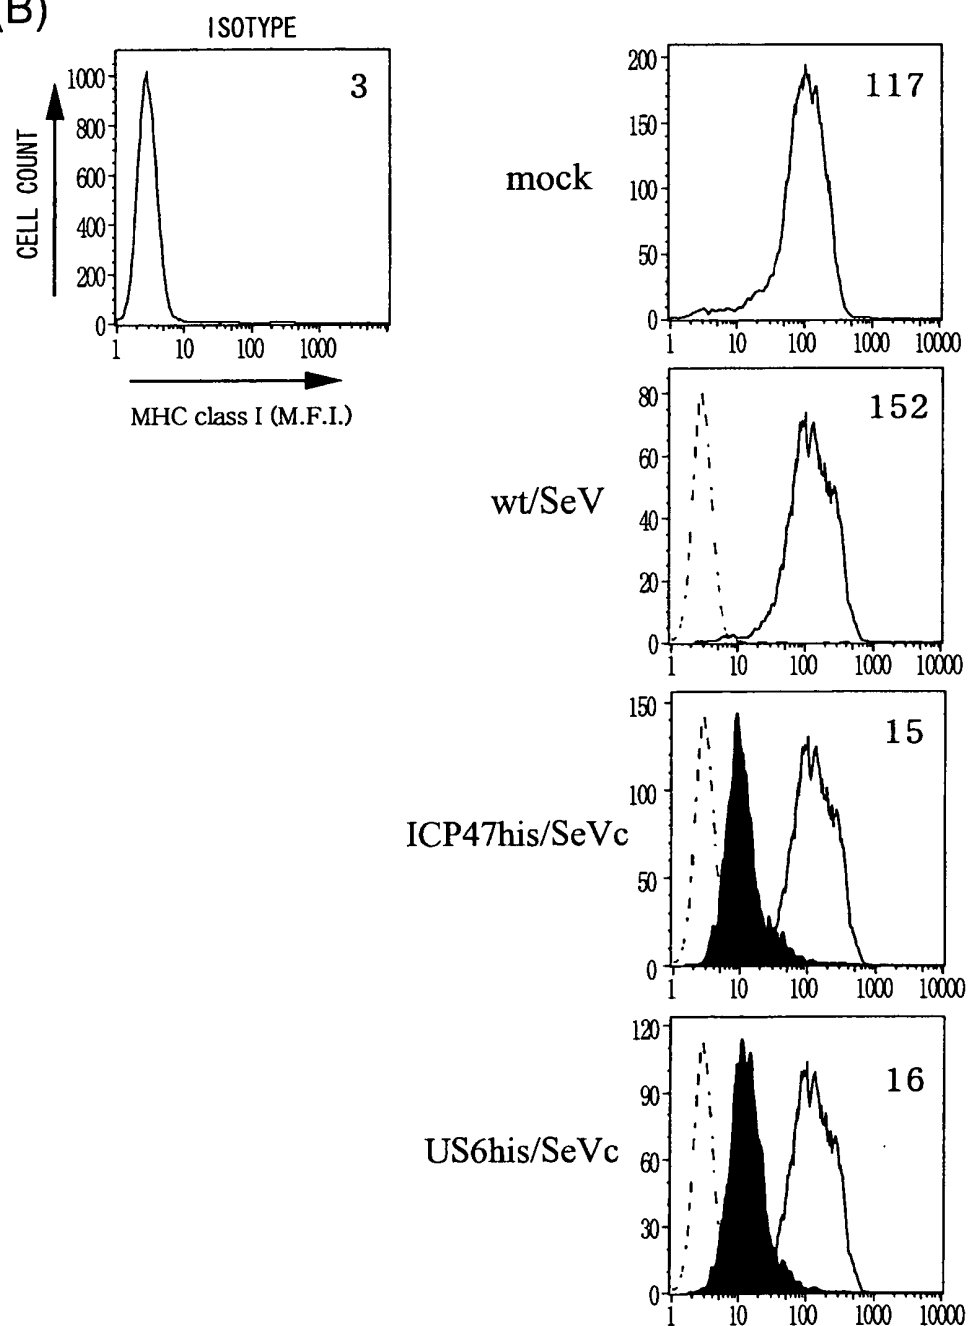 (B)
ISOTYPE
3
1000
800
600
400
200
0
1 10 100 1000
CELL COUNT
MHC class I (M.F.I.)
mock
117
200
150
100
50
0
1 10 100 1000 10000
wt/SeV
152
80
60
40
20
0
1 10 100 1000 10000
ICP47his/SeVc
15
150
100
50
0
1 10 100 1000 10000
US6his/SeVc
16
120
90
60
30
0
1 10 100 1000 10000